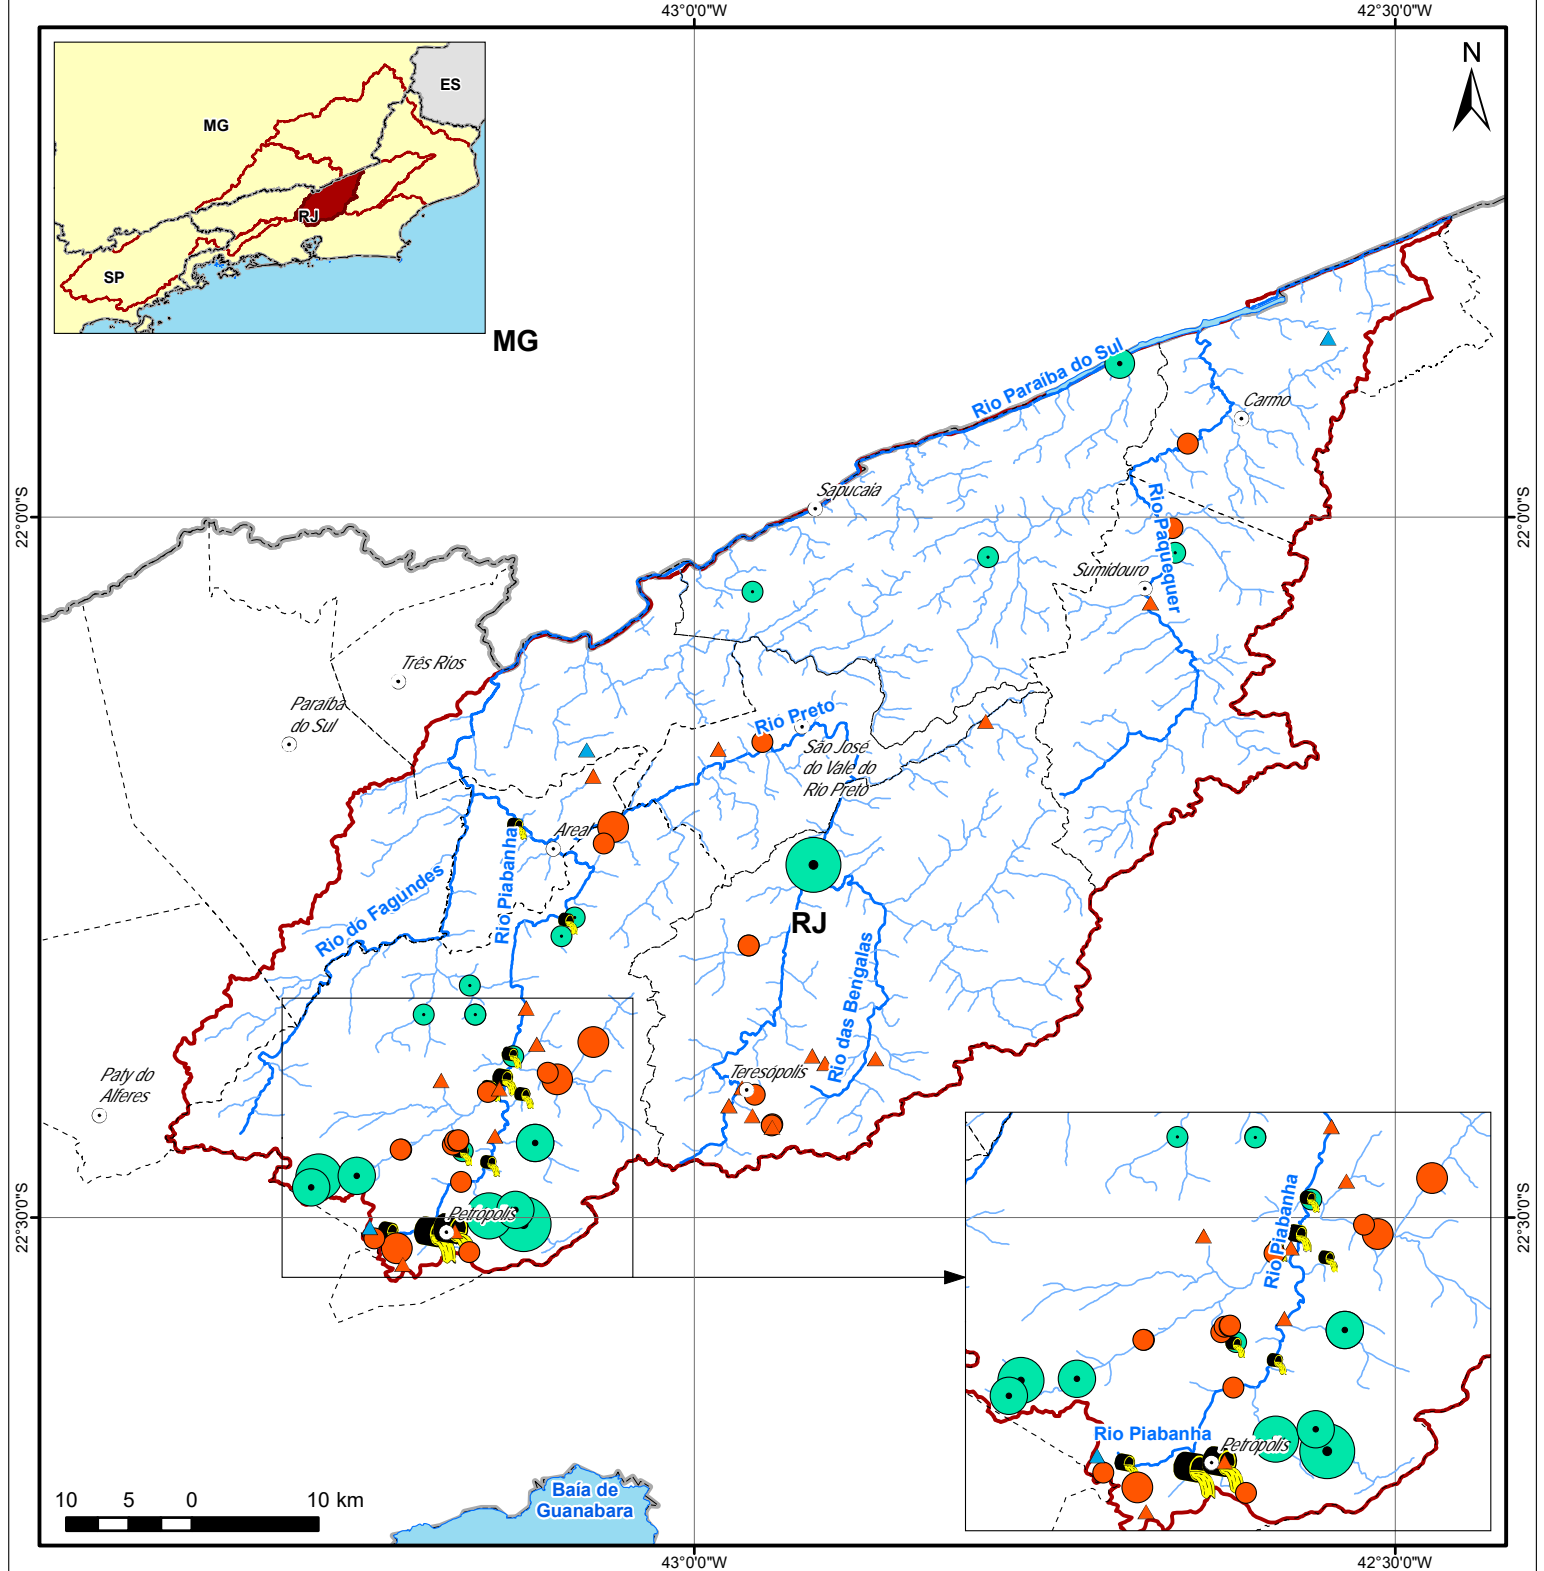 43°0'0"W
42°30'0"W
ES
MG
RJ
SP
N
MG
Rio Paraíba do Sul
Carmo
Sapucaia
Rio Paquequer
22°0'0"S
22°0'0"S
Sumidouro
Três Rios
Paraíba
do Sul
Rio Preto
São José
do Vale do
Rio Preto
Areal
Rio Piabanha
Rio do Fagundes
RJ
Rio das Bengalas
Teresópolis
Paty do
Alferes
Petrópolis
22°30'0"S
22°30'0"S
Rio Piabanha
Rio Piabanha
Petrópolis
Baía de
Guanabara
10 5 0 10 km
43°0'0"W
42°30'0"W